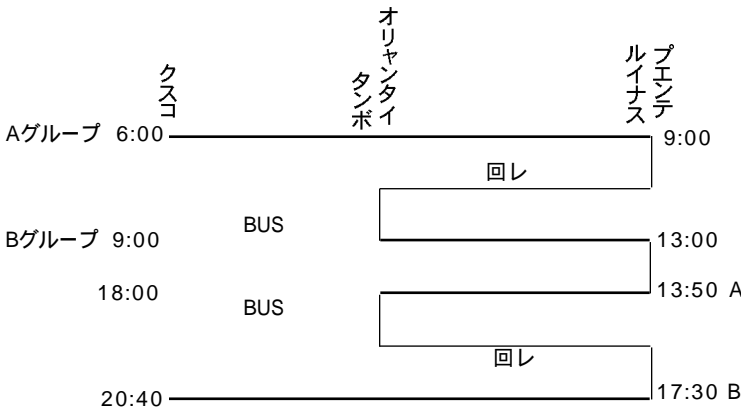 クスコ
オリャンタイ
タンボ
プエンテ
ルイナス
Aグループ 6:00
9:00
回レ
Bグループ 9:00
BUS
13:00
18:00
BUS
13:50 A
回レ
20:40
17:30 B